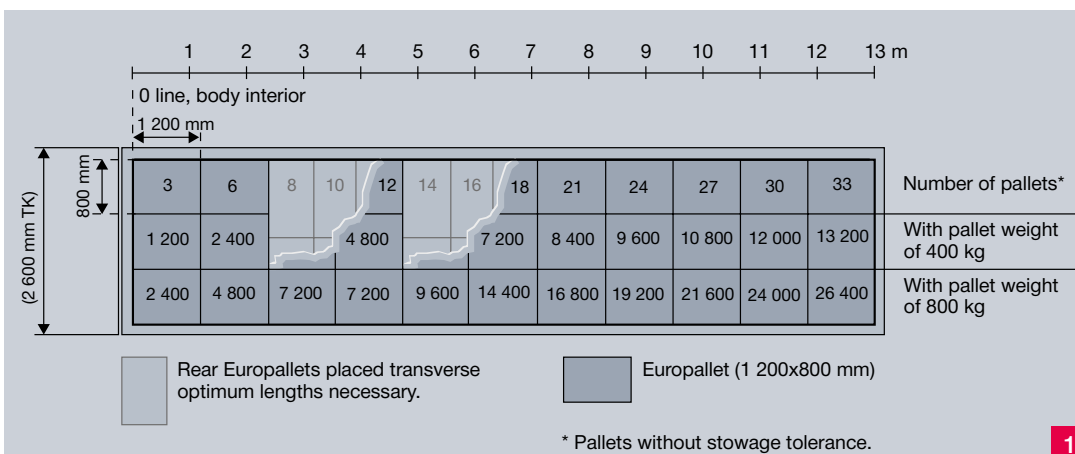 1 2 3 4 5 6 7 8 9 10 11 12 13 m
0 line, body interior
1 200 mm
800 mm
(2 600 mm TK)
3 6 8 10 12 14 16 18 21 24 27 30 33
Number of pallets*
1 200 2 400 4 800 7 200 8 400 9 600 10 800 12 000 13 200
With pallet weight
of 400 kg
2 400 4 800 7 200 7 200 9 600 14 400 16 800 19 200 21 600 24 000 26 400
With pallet weight
of 800 kg
Rear Europallets placed transverse
optimum lengths necessary.
Europallet (1 200x800 mm)
* Pallets without stowage tolerance.
1